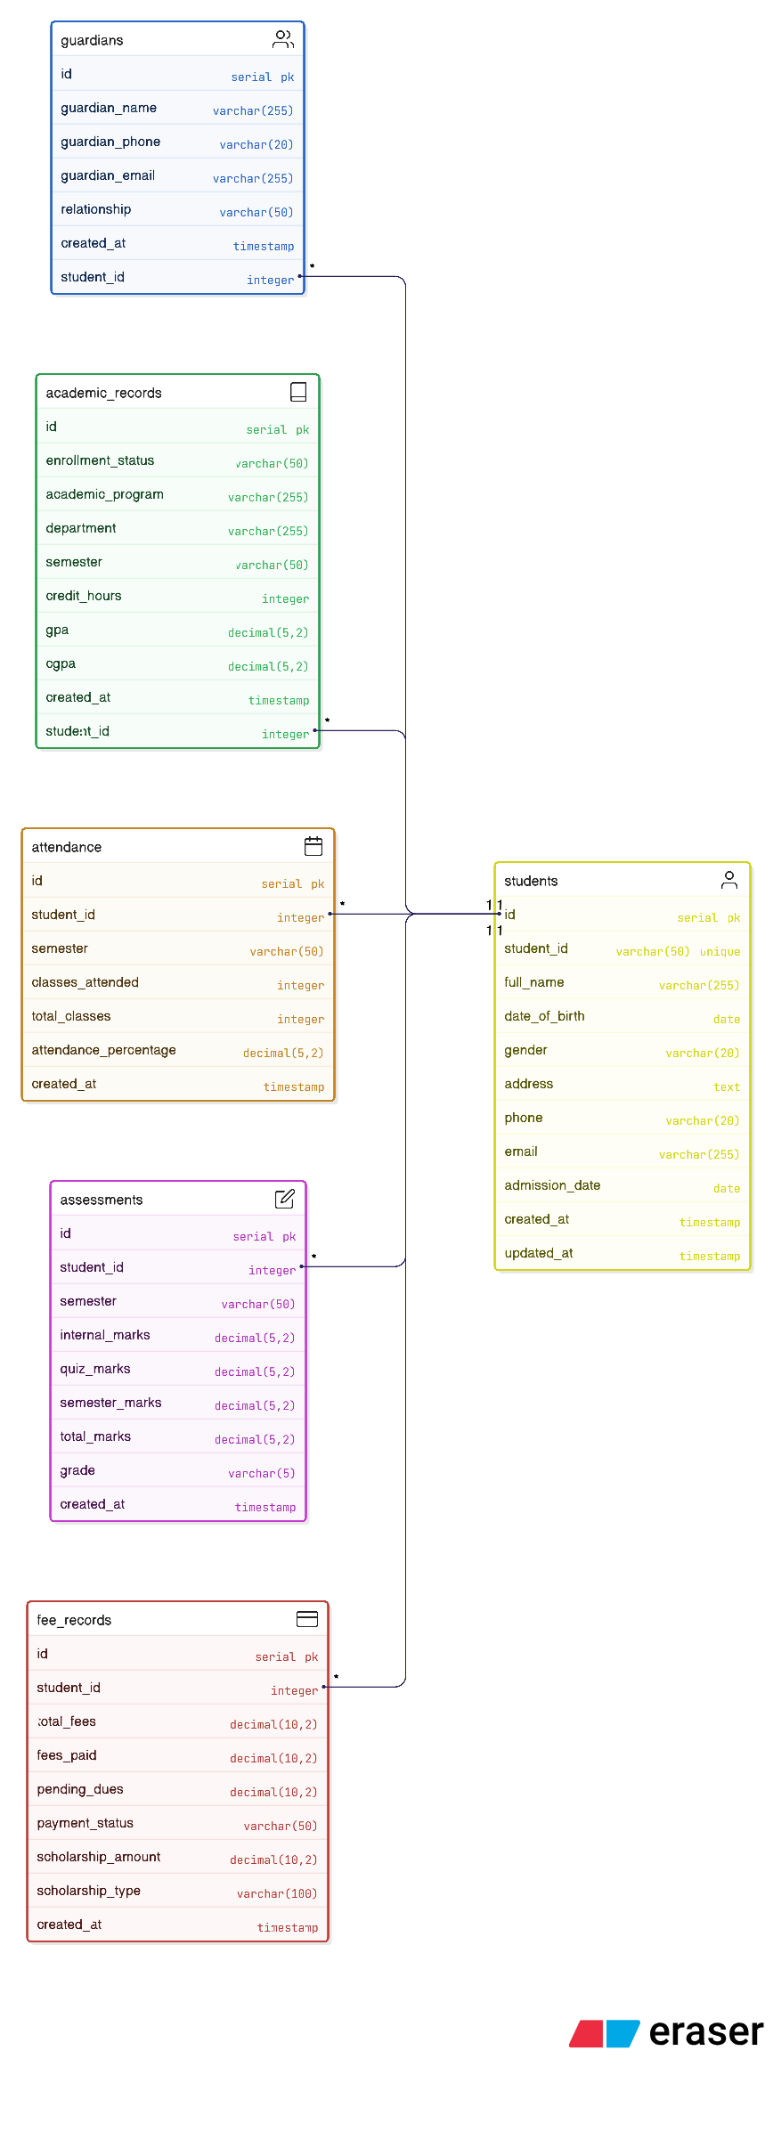 guardians
id serial pk
guardian_name varchar(255)
guardian_phone varchar(20)
guardian_email varchar(255)
relationship varchar(50)
created_at timestamp
student_id integer
*
academic_records
id serial pk
enrollment_status varchar(50)
academic_program varchar(255)
department varchar(255)
semester varchar(50)
credit_hours integer
gpa decimal(5,2)
cgpa decimal(5,2)
created_at timestamp
student_id integer
*
attendance
id serial pk
student_id integer
*
semester varchar(50)
classes_attended integer
total_classes integer
attendance_percentage decimal(5,2)
created_at timestamp
students
1 1
id serial pk
1 1
student_id varchar(50) unique
full_name varchar(255)
date_of_birth date
gender varchar(20)
address text
phone varchar(20)
email varchar(255)
admission_date date
created_at timestamp
updated_at timestamp
assessments
id serial pk
student_id integer
*
semester varchar(50)
internal_marks decimal(5,2)
quiz_marks decimal(5,2)
semester_marks decimal(5,2)
total_marks decimal(5,2)
grade varchar(5)
created_at timestamp
fee_records
id serial pk
student_id integer
*
total_fees decimal(10,2)
fees_paid decimal(10,2)
pending_dues decimal(10,2)
payment_status varchar(50)
scholarship_amount decimal(10,2)
scholarship_type varchar(100)
created_at timestamp
eraser